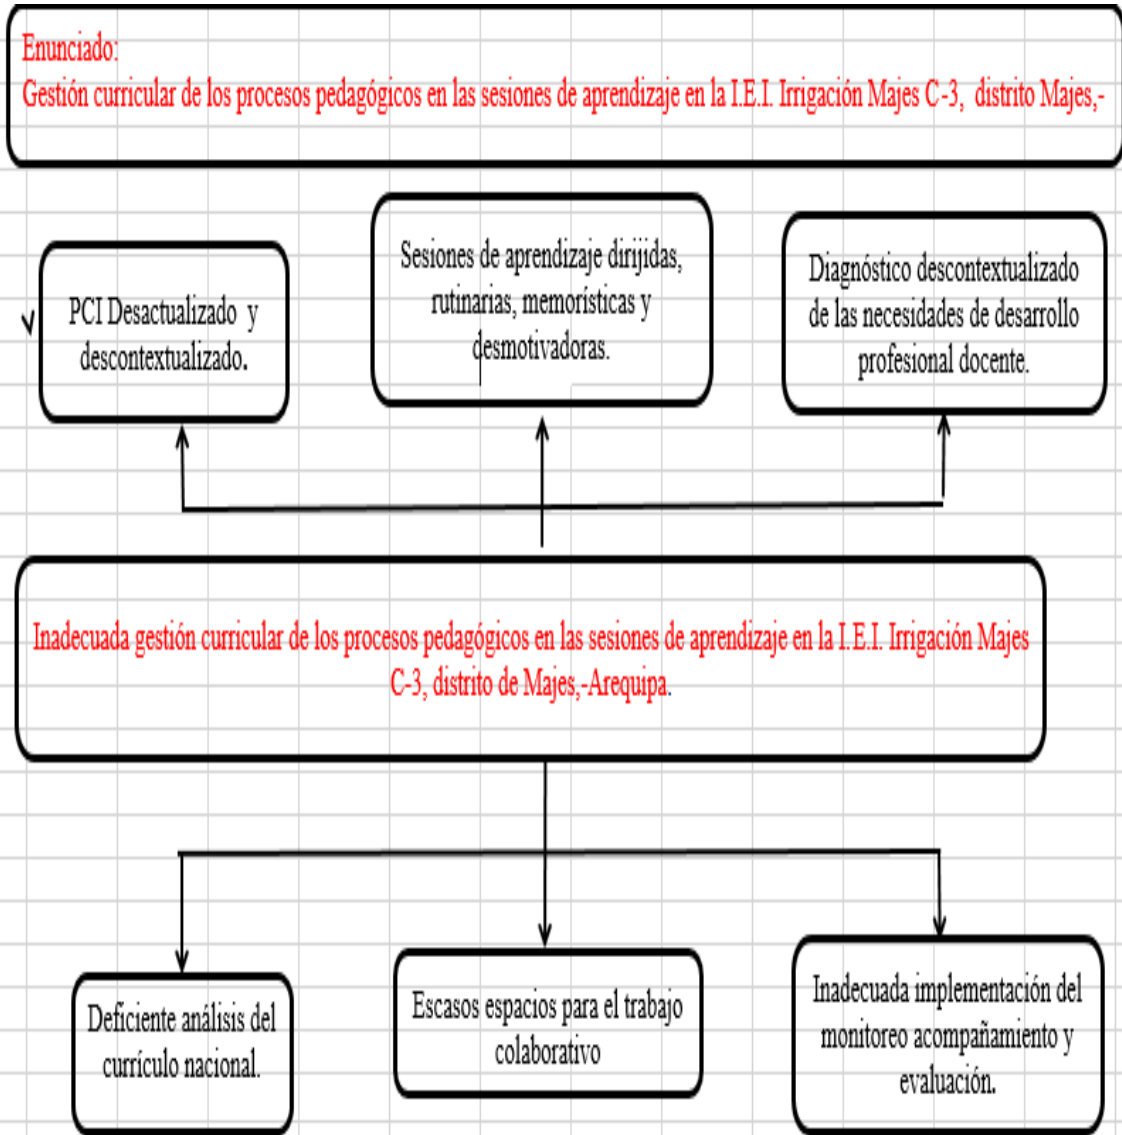 Enunciado:
Gestión curricular de los procesos pedagógicos en las sesiones de aprendizaje en la I.E.I. Irrigación Majes C-3, distrito Majes,-
PCI Desactualizado y
descontextualizado.
Sesiones de aprendizaje dirijidas,
rutinarias, memorísticas y
desmotivadoras.
Diagnóstico descontextualizado
de las necesidades de desarrollo
profesional docente.
Inadecuada gestión curricular de los procesos pedagógicos en las sesiones de aprendizaje en la I.E.I. Irrigación Majes
C-3, distrito de Majes,-Arequipa.
Deficiente análisis del
currículo nacional.
Escasos espacios para el trabajo
colaborativo
Inadecuada implementación del
monitoreo acompañamiento y
evaluación.